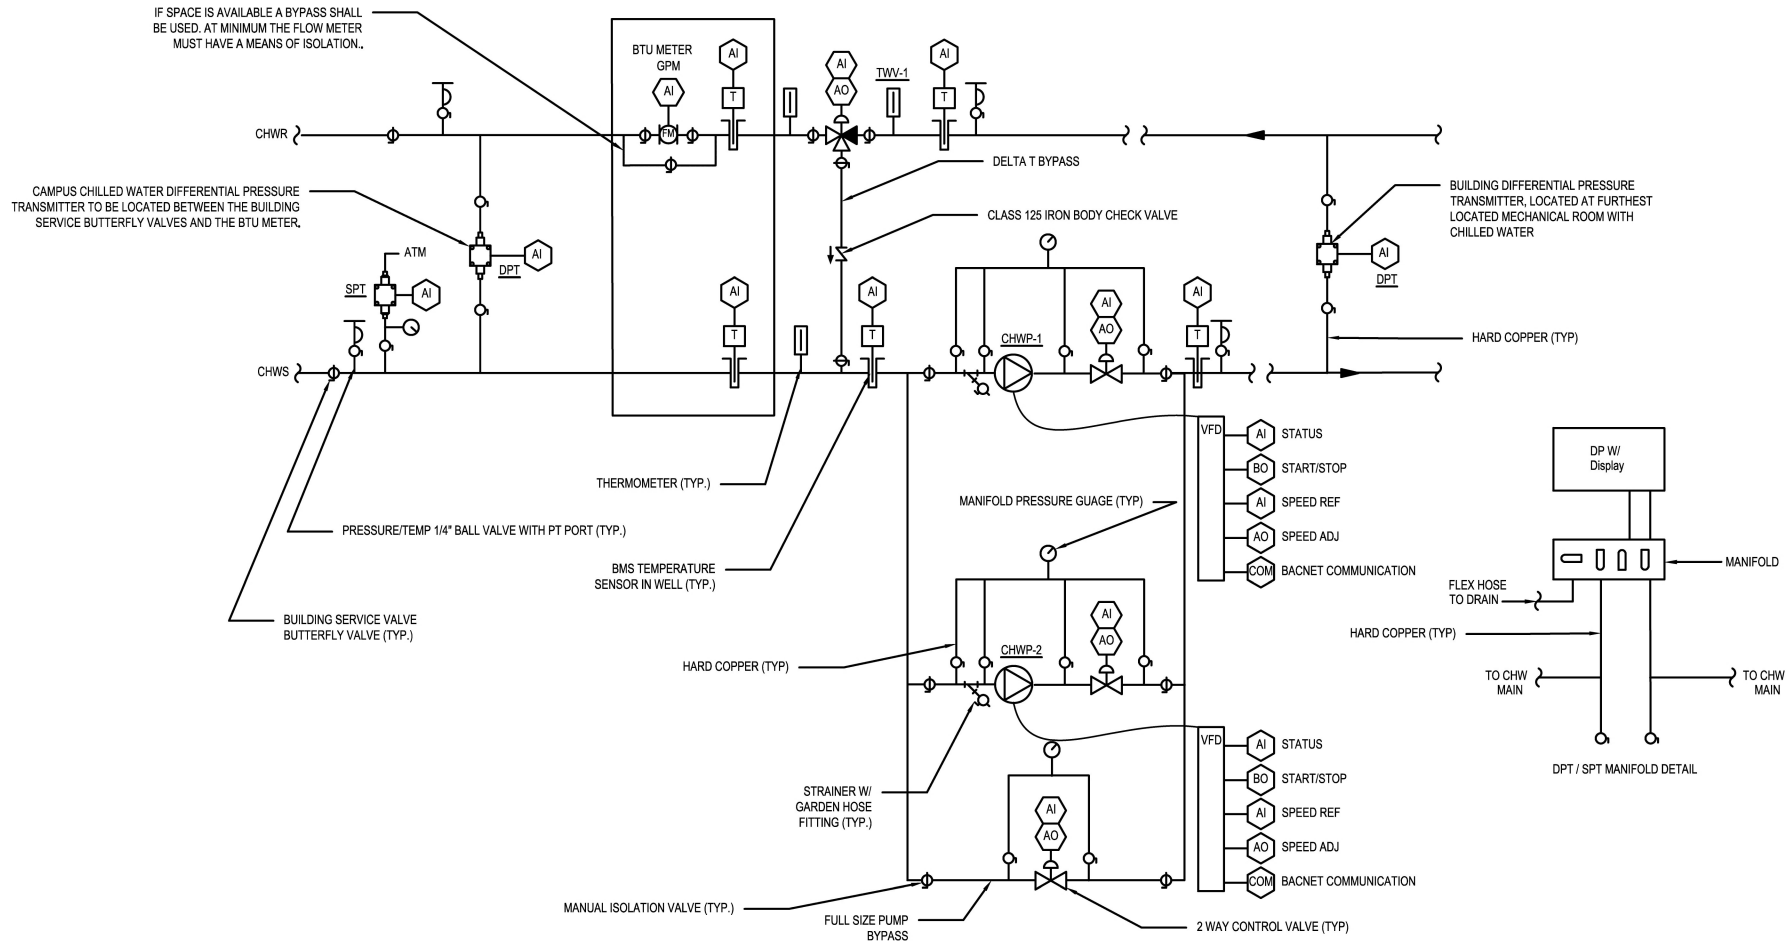 IF SPACE IS AVAILABLE A BYPASS SHALL
BE USED. AT MINIMUM THE FLOW METER
MUST HAVE A MEANS OF ISOLATION.
BTU METER
GPM
AI
AI
FM
T
AI
AO
TWV-1
AI
T
CHWR
DELTA T BYPASS
CAMPUS CHILLED WATER DIFFERENTIAL PRESSURE
TRANSMITTER TO BE LOCATED BETWEEN THE BUILDING
SERVICE BUTTERFLY VALVES AND THE BTU METER.
BUILDING DIFFERENTIAL PRESSURE
TRANSMITTER, LOCATED AT FURTHEST
LOCATED MECHANICAL ROOM WITH
CHILLED WATER
CLASS 125 IRON BODY CHECK VALVE
ATM
AI
DPT
AI
DPT
SPT
AI
AI
T
AI
T
AI
AO
CHWP-1
AI
T
HARD COPPER (TYP)
CHWS
VFD
AI STATUS
BO START/STOP
AI SPEED REF
AO SPEED ADJ
COM BACNET COMMUNICATION
THERMOMETER (TYP.)
MANIFOLD PRESSURE GUAGE (TYP)
PRESSURE/TEMP 1/4" BALL VALVE WITH PT PORT (TYP.)
BMS TEMPERATURE
SENSOR IN WELL (TYP.)
BUILDING SERVICE VALVE
BUTTERFLY VALVE (TYP.)
AI
AO
CHWP-2
HARD COPPER (TYP)
VFD
AI STATUS
BO START/STOP
AI SPEED REF
AO SPEED ADJ
COM BACNET COMMUNICATION
STRAINER W/
GARDEN HOSE
FITTING (TYP.)
AI
AO
MANUAL ISOLATION VALVE (TYP.)
FULL SIZE PUMP
BYPASS
2 WAY CONTROL VALVE (TYP)
DP W/
Display
MANIFOLD
FLEX HOSE
TO DRAIN
HARD COPPER (TYP)
TO CHW
MAIN
TO CHW
MAIN
DPT / SPT MANIFOLD DETAIL